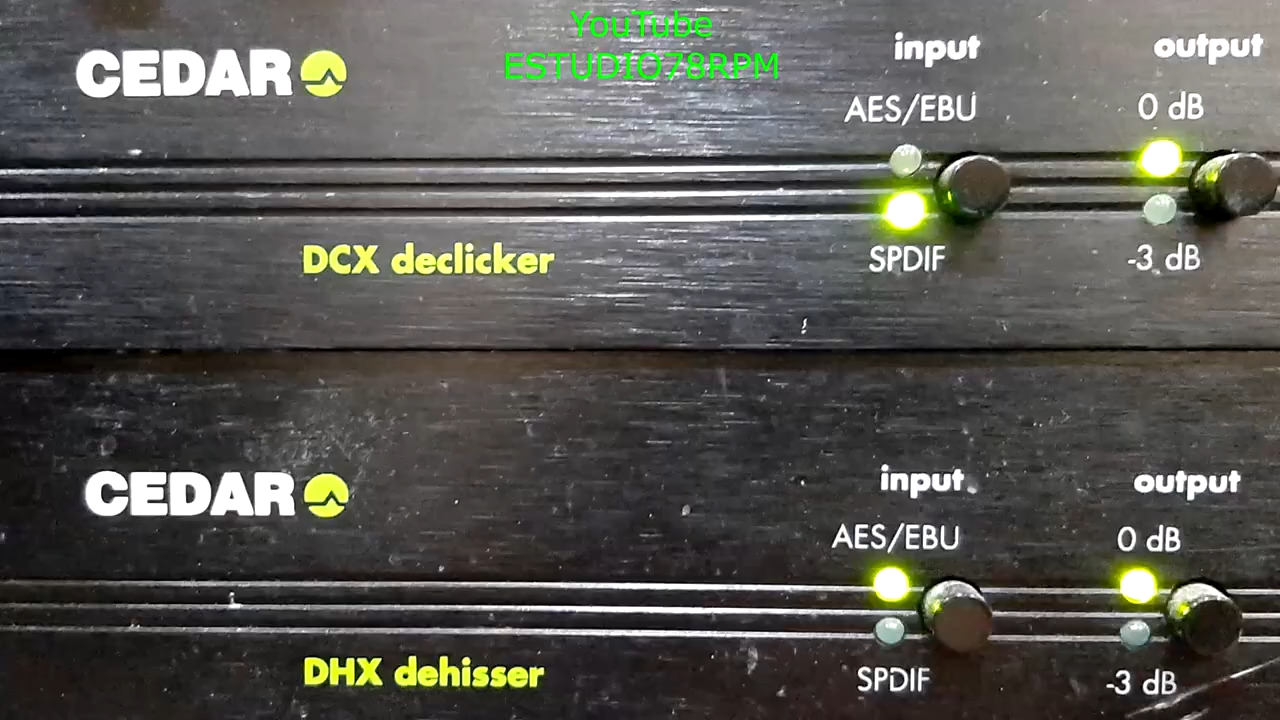 YouTube
ESTUDIO78RPM
CEDAR
input
output
AES/EBU
0 dB
SPDIF
-3 dB
DCX declicker
CEDAR
input
output
AES/EBU
0 dB
SPDIF
-3 dB
DHX dehisser